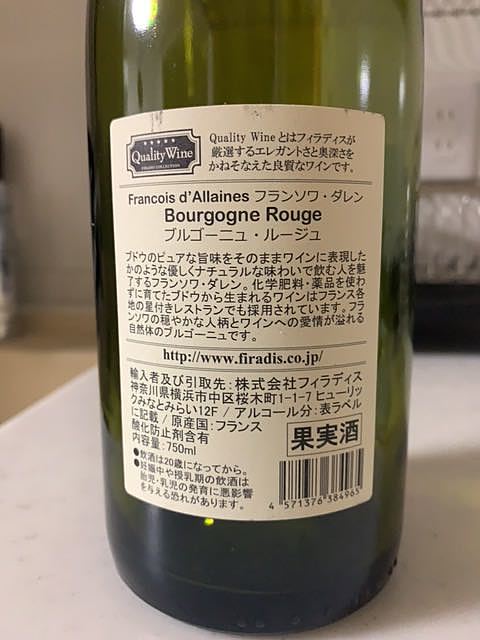 Quality Wine
FIRADIS COLLECTION
Quality Wine とはフィラディスが
厳選するエレガントさと奥深さを
かねそなえた良質なワインです。
Francois d'Allaines フランソワ・ダレン
Bourgogne Rouge
ブルゴーニュ・ルージュ
ブドウのピュアな旨味をそのままワインに表現した
かのような優しくナチュラルな味わいで飲む人を魅
了するフランソワ・ダレン。化学肥料・薬品を使わ
ずに育てたブドウから生まれるワインはフランス各
地の星付きレストランでも採用されています。フラ
ンソワの穏やかな人柄とワインへの愛情が溢れる
自然体のブルゴーニュです。
http://www.firadis.co.jp/
輸入者及び引取先：株式会社フィラディス
神奈川県横浜市中区桜木町1-1-7 ヒューリッ
クみなとみらい12F / アルコール分：表ラベル
に記載 / 原産国：フランス
酸化防止剤含有
内容量：750ml
果実酒
●飲酒は20歳になってから。
●妊娠中や授乳期の飲酒は
胎児・乳児の発育に悪影響
を与える恐れがあります。
4 571376 384965